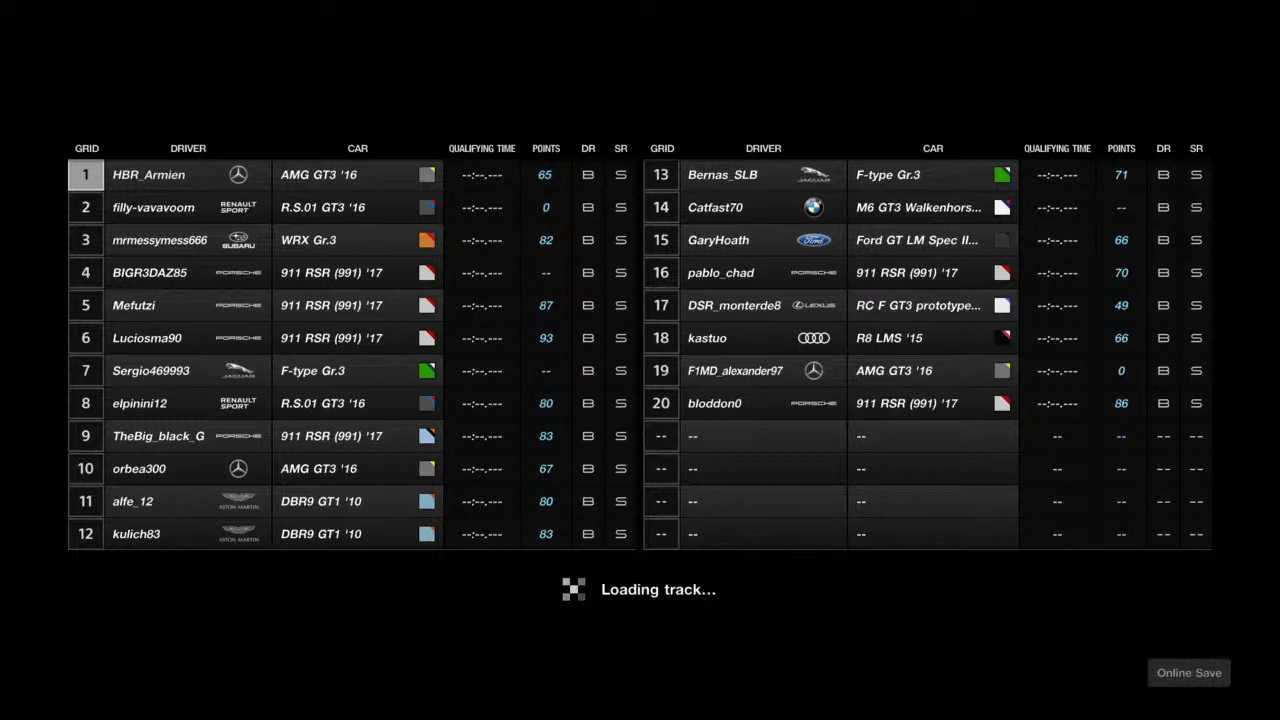 GRID DRIVER CAR QUALIFYING TIME POINTS DR SR
1 HBR_Armien AMG GT3 '16 --:--.--- 65 B S
2 filly-vavavoom RENAULT SPORT R.S.01 GT3 '16 --:--.--- 0 B S
3 mrmessymess666 SUBARU WRX Gr.3 --:--.--- 82 B S
4 BIGR3DAZ85 PORSCHE 911 RSR (991) '17 --:--.--- -- B S
5 Mefutzi PORSCHE 911 RSR (991) '17 --:--.--- 87 B S
6 Luciosma90 PORSCHE 911 RSR (991) '17 --:--.--- 93 B S
7 Sergio469993 JAGUAR F-type Gr.3 --:--.--- -- B S
8 elpinini12 RENAULT SPORT R.S.01 GT3 '16 --:--.--- 80 B S
9 TheBig_black_G PORSCHE 911 RSR (991) '17 --:--.--- 83 B S
10 orbea300 AMG GT3 '16 --:--.--- 67 B S
11 alfe_12 ASTON MARTIN DBR9 GT1 '10 --:--.--- 80 B S
12 kulich83 ASTON MARTIN DBR9 GT1 '10 --:--.--- 83 B S
GRID DRIVER CAR QUALIFYING TIME POINTS DR SR
13 Bernas_SLB JAGUAR F-type Gr.3 --:--.--- 71 B S
14 Catfast70 M6 GT3 Walkenhors... --:--.--- -- B S
15 GaryHoath Ford Ford GT LM Spec II... --:--.--- 66 B S
16 pablo_chad PORSCHE 911 RSR (991) '17 --:--.--- 70 B S
17 DSR_monterde8 LEXUS RC F GT3 prototype... --:--.--- 49 B S
18 kastuo R8 LMS '15 --:--.--- 66 B S
19 F1MD_alexander97 AMG GT3 '16 --:--.--- 0 B S
20 bloddon0 PORSCHE 911 RSR (991) '17 --:--.--- 86 B S
-- -- -- -- -- -- --
-- -- -- -- -- -- --
-- -- -- -- -- -- --
-- -- -- -- -- -- --
Loading track...
Online Save